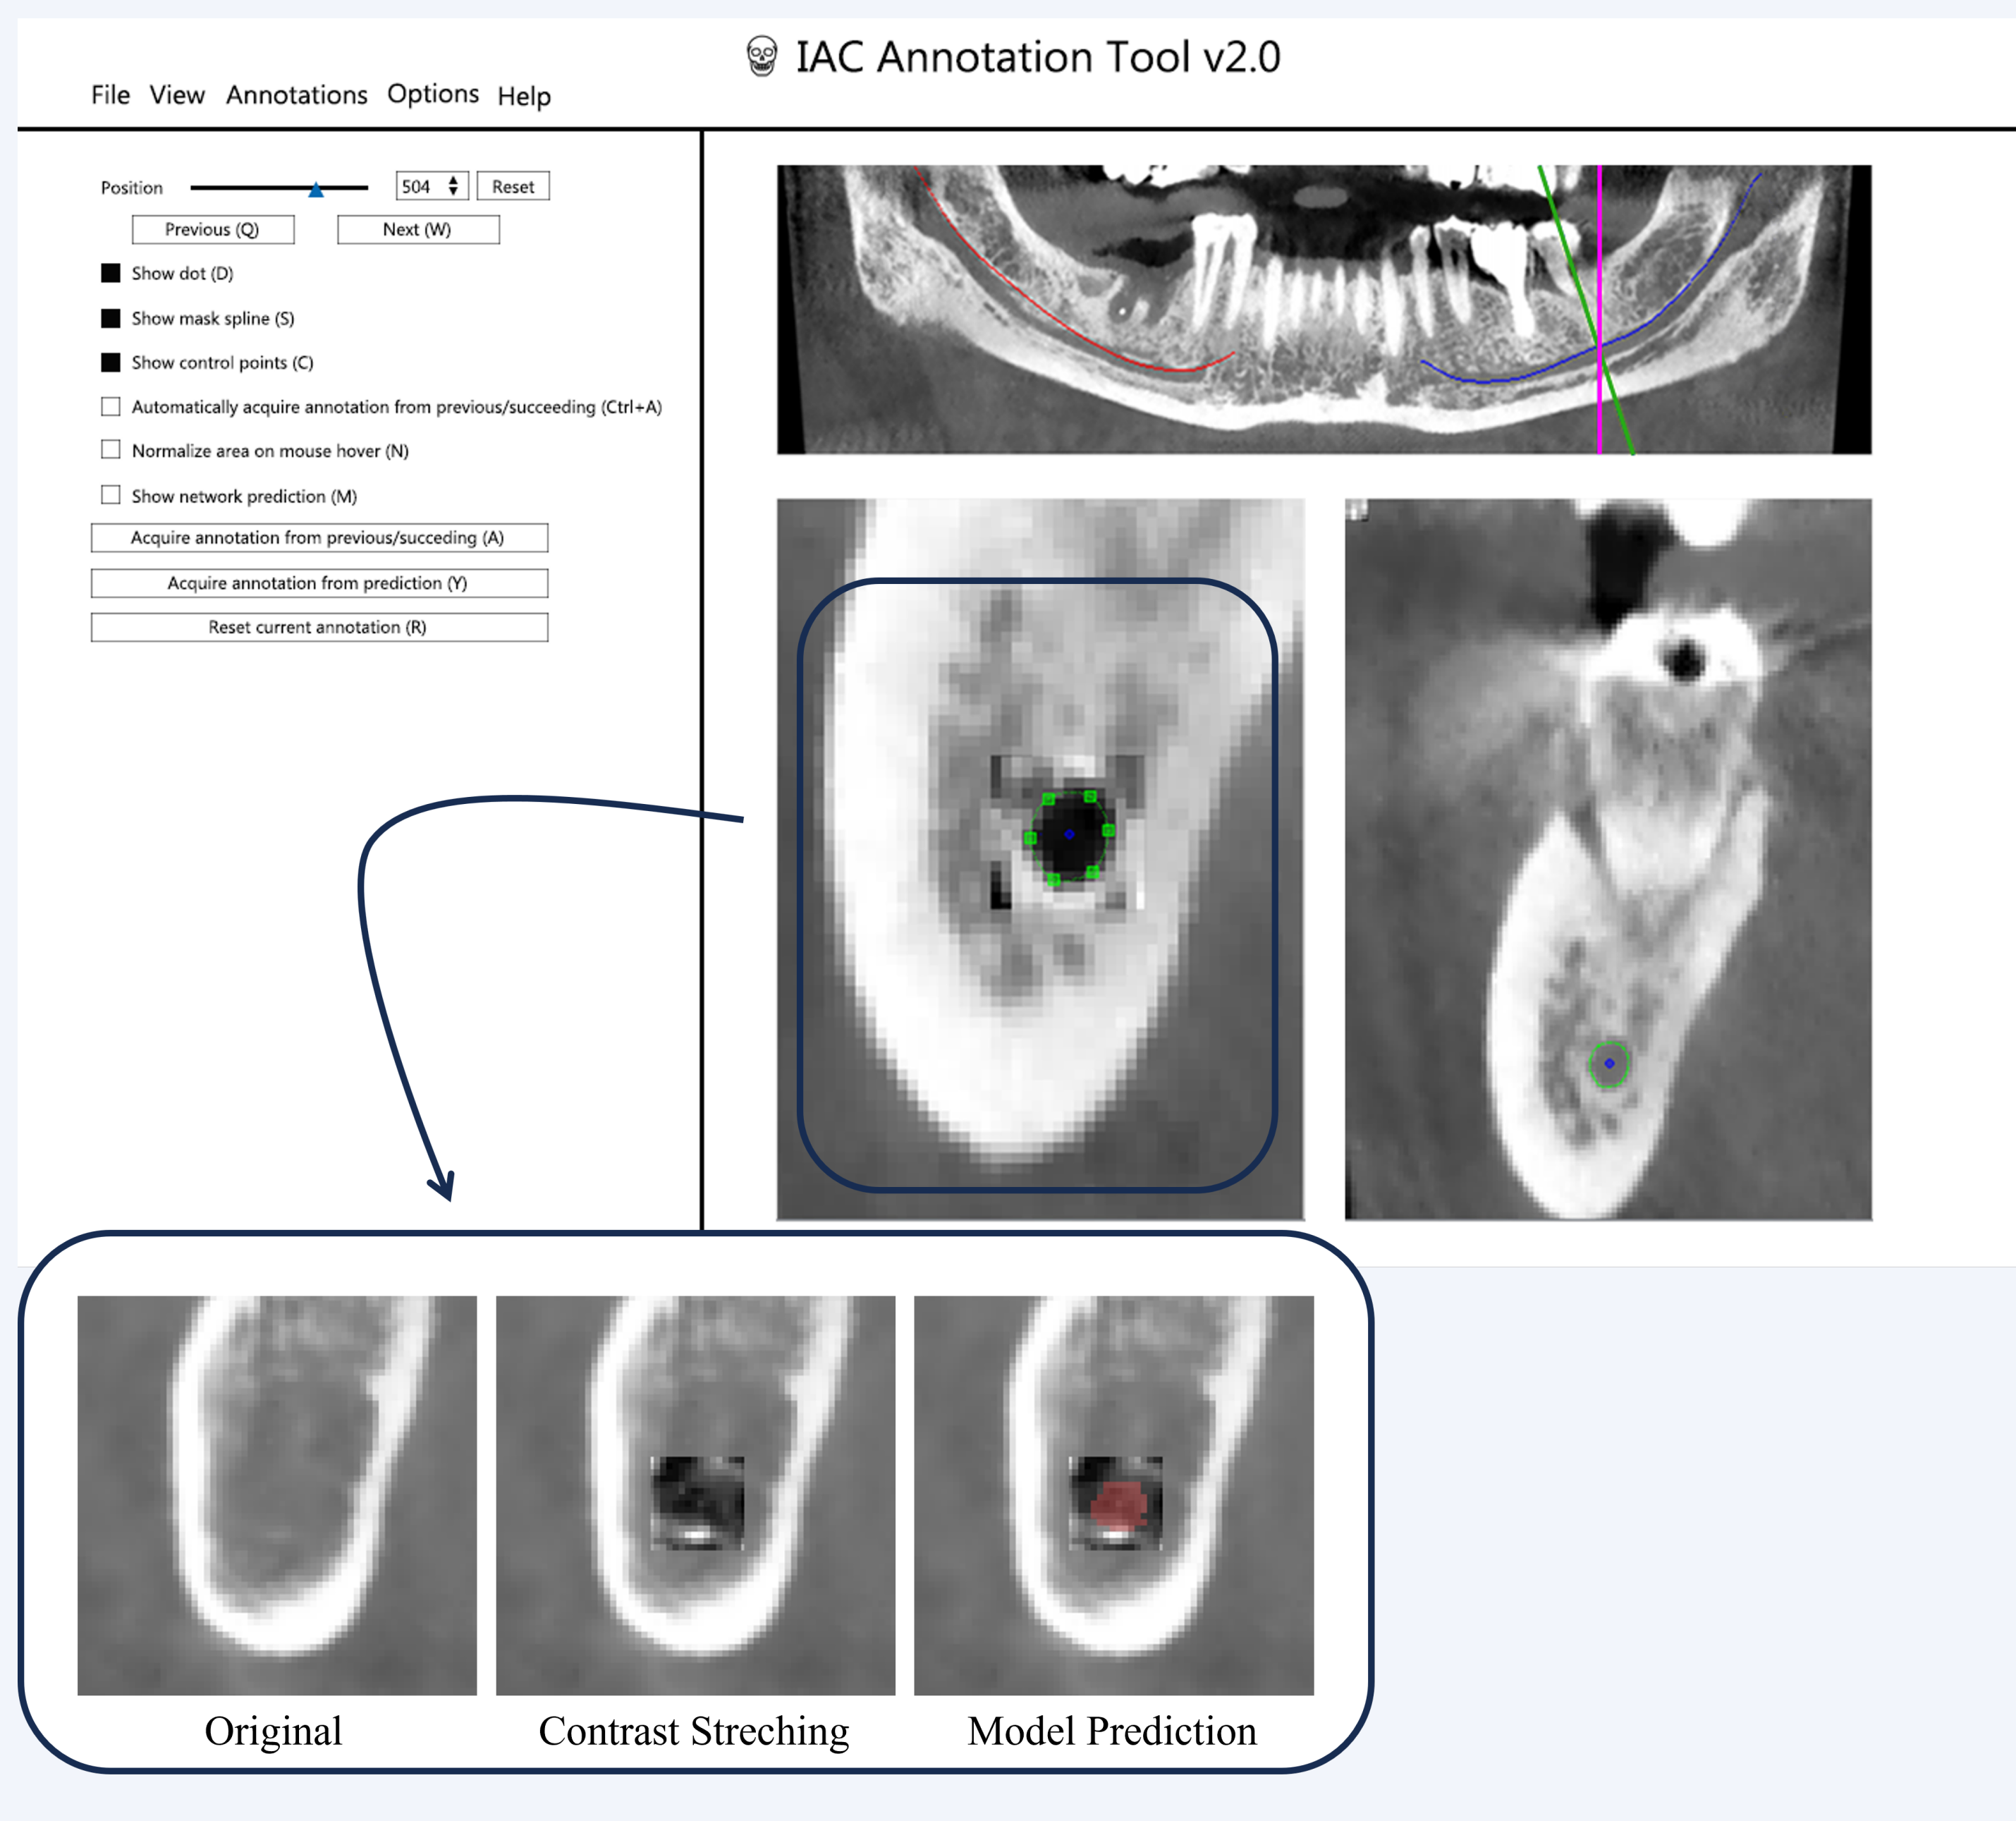 IAC Annotation Tool v2.0
File View Annotations Options Help
Position 504 Reset
Previous (Q) Next (W)
Show dot (D)
Show mask spline (S)
Show control points (C)
Automatically acquire annotation from previous/succeeding (Ctrl+A)
Normalize area on mouse hover (N)
Show network prediction (M)
Acquire annotation from previous/succeding (A)
Acquire annotation from prediction (Y)
Reset current annotation (R)
Original Contrast Streching Model Prediction